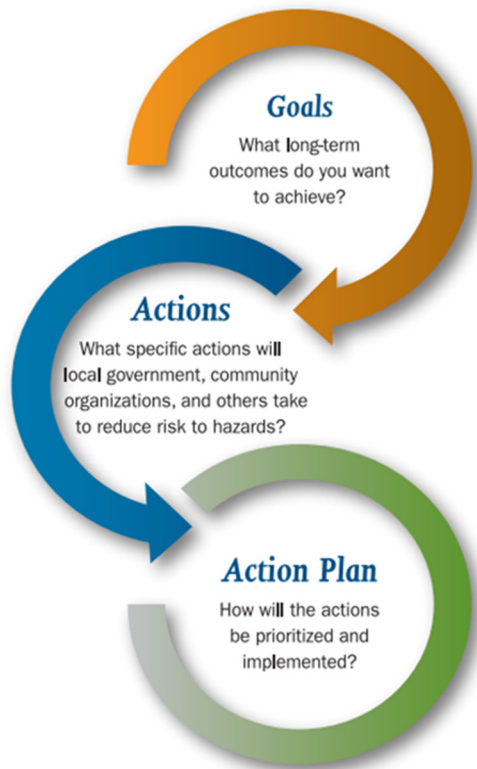 Goals
What long-term
outcomes do you want
to achieve?
Actions
What specific actions will
local government, community
organizations, and others take
to reduce risk to hazards?
Action Plan
How will the actions
be prioritized and
implemented?